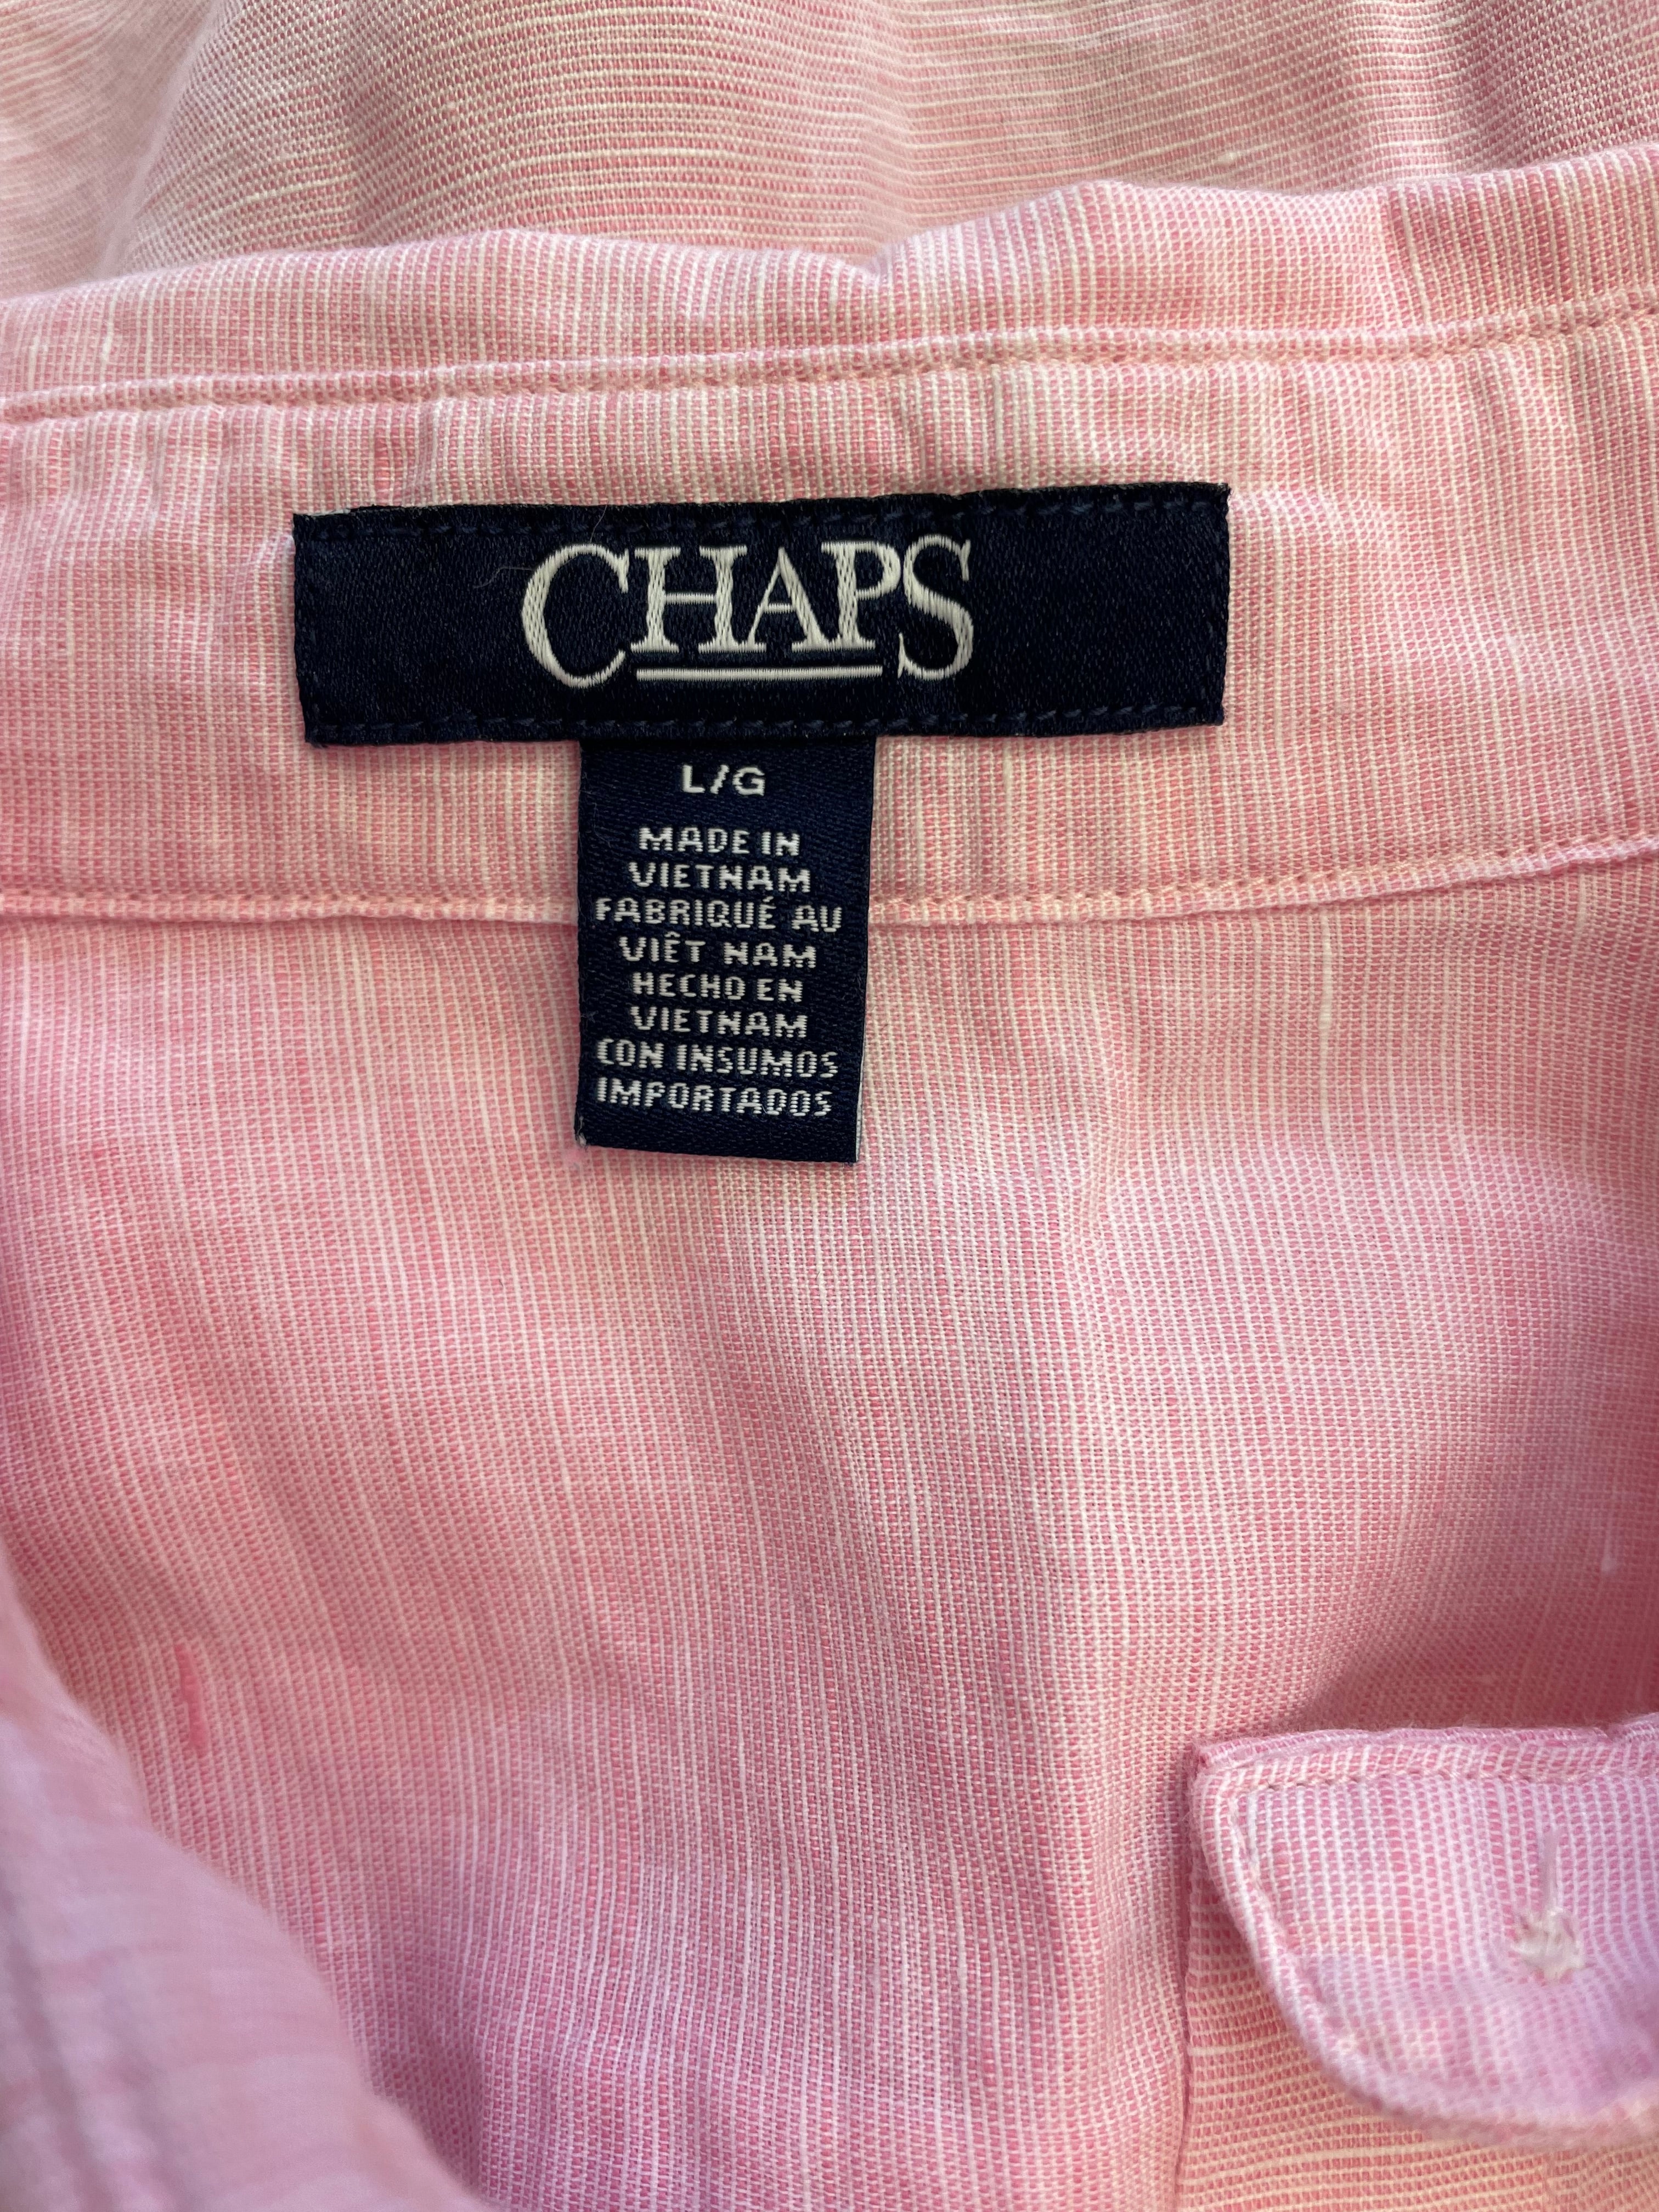 CHAPS
L/G
MADE IN
VIETNAM
FABRIQUÉ AU
VIÊT NAM
HECHO EN
VIETNAM
CON INSUMOS
IMPORTADOS